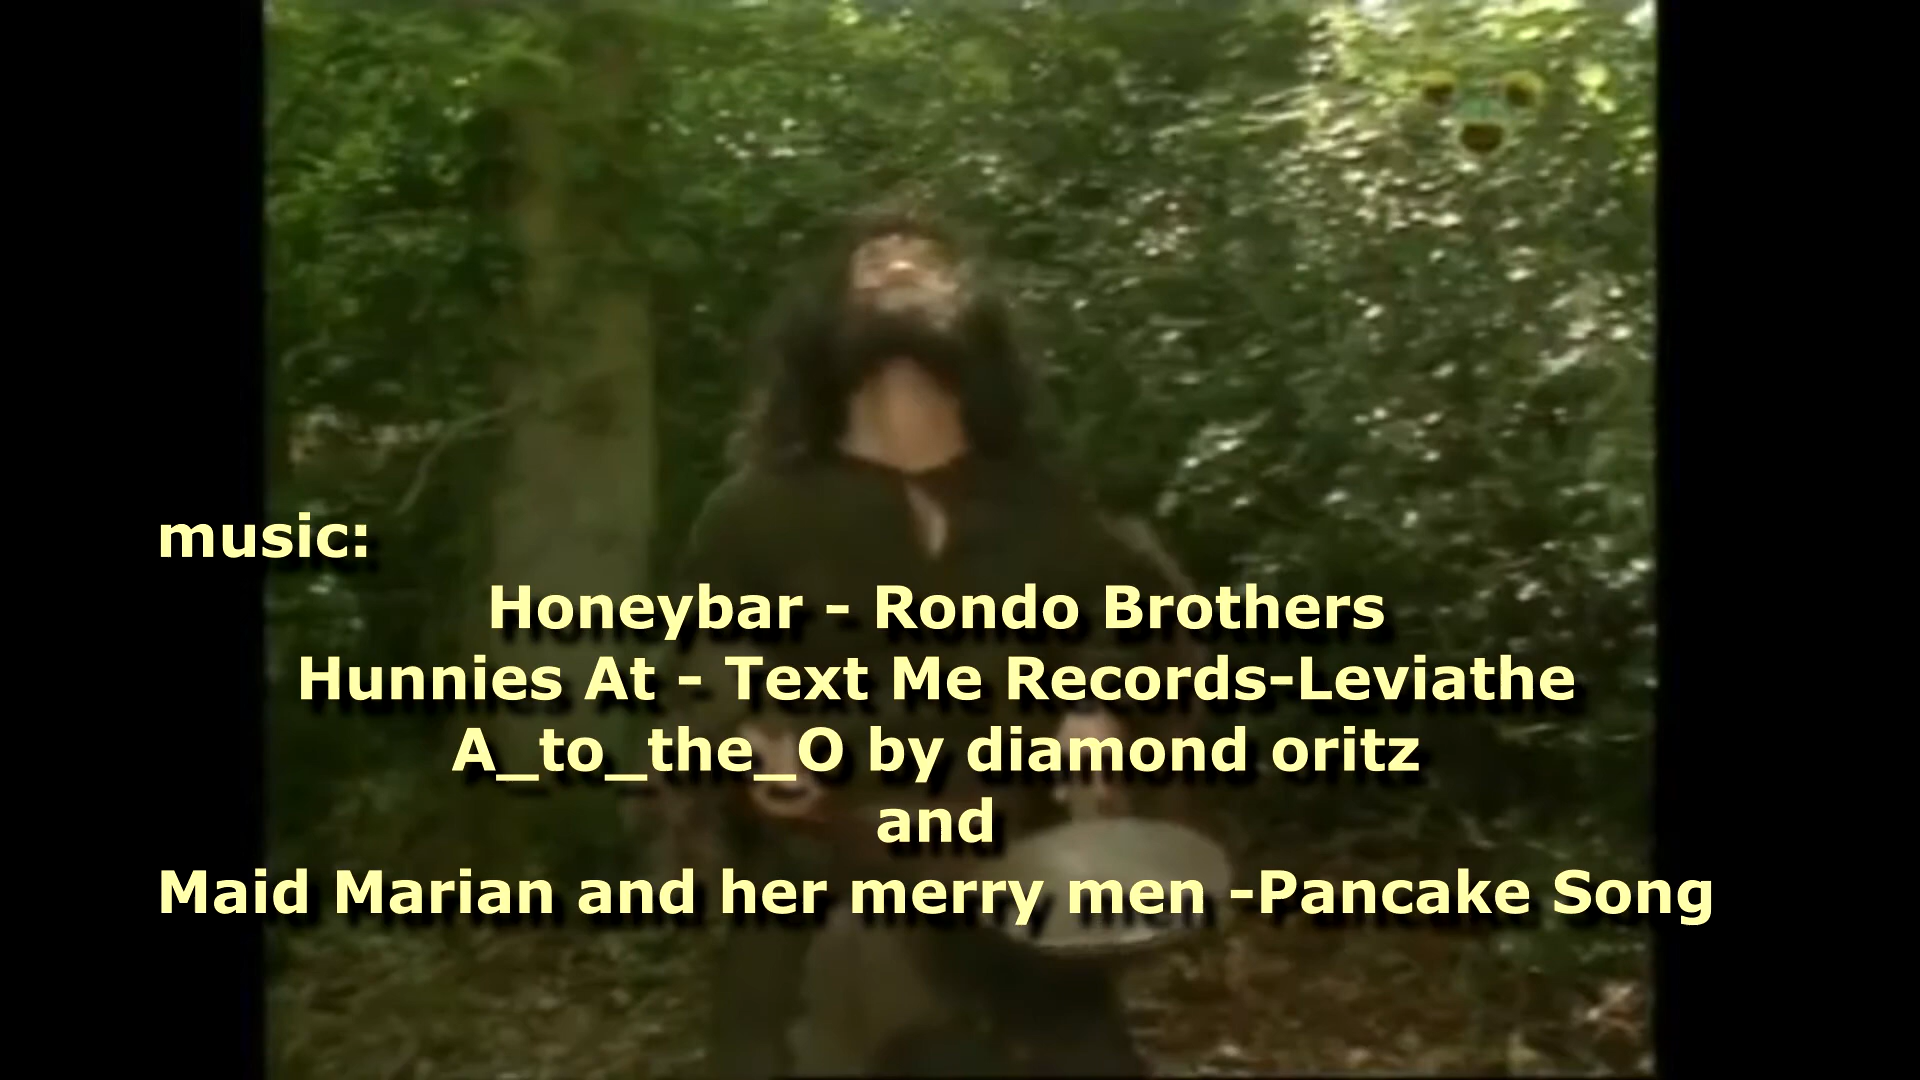 music:
Honeybar - Rondo Brothers
Hunnies At - Text Me Records-Leviathe
A_to_the_O by diamond oritz
and
Maid Marian and her merry men -Pancake Song